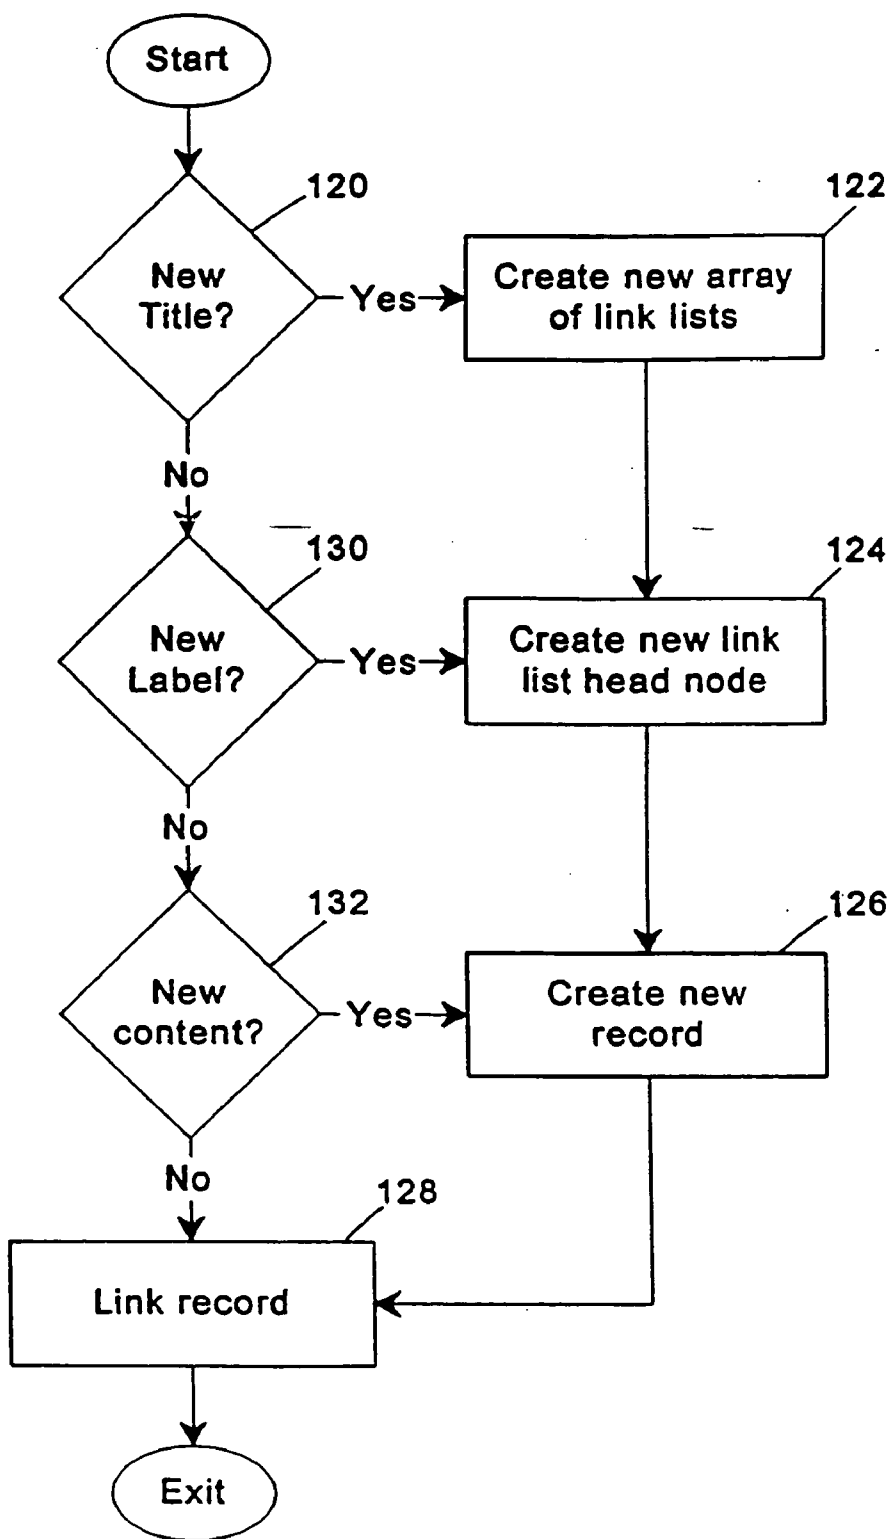 Start
120
122
New
Title?
Yes
Create new array
of link lists
No
130
124
New
Label?
Yes
Create new link
list head node
No
132
126
New
content?
Yes
Create new
record
No
128
Link record
Exit